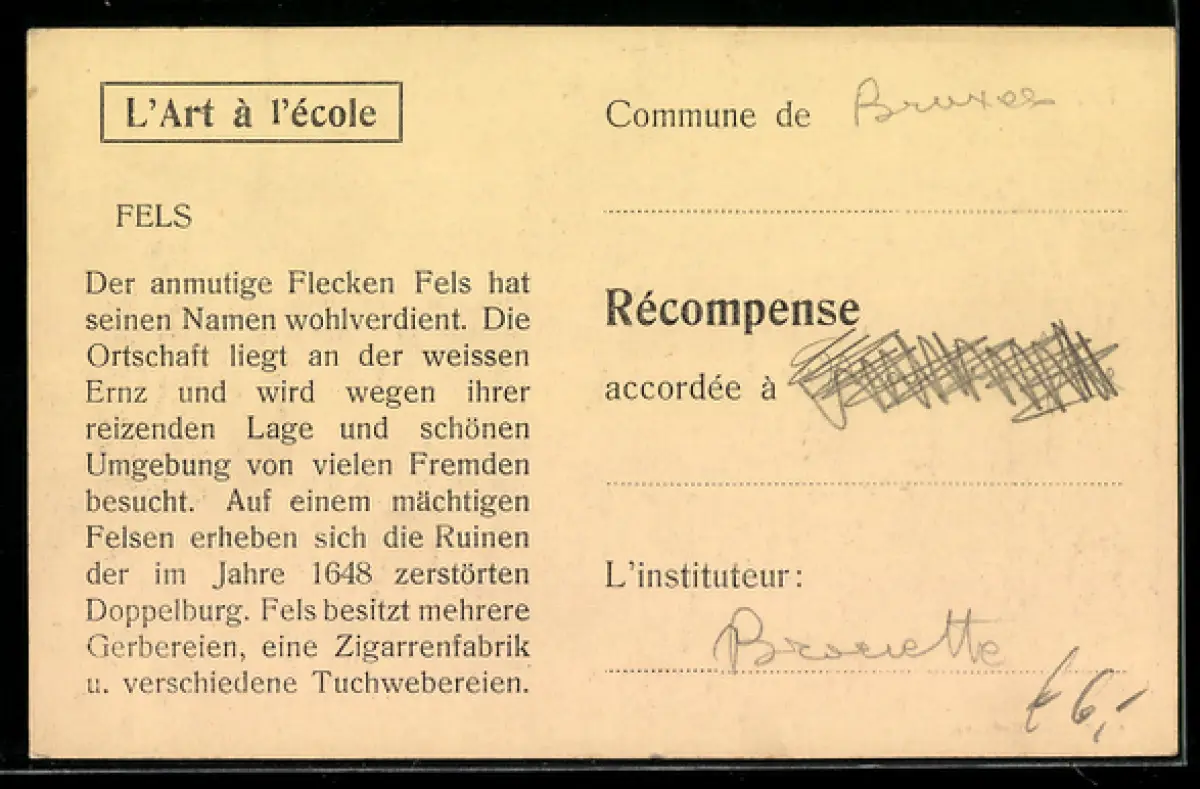 L'Art à l'école
FELS
Der anmutige Flecken Fels hat
seinen Namen wohlverdient. Die
Ortschaft liegt an der weissen
Ernz und wird wegen ihrer
reizenden Lage und schönen
Umgebung von vielen Fremden
besucht. Auf einem mächtigen
Felsen erheben sich die Ruinen
der im Jahre 1648 zerstörten
Doppelburg. Fels besitzt mehrere
Gerbereien, eine Zigarrenfabrik
u. verschiedene Tuchwebereien.
Commune de
Récompense
accordée à
L'instituteur:
€ 6,-